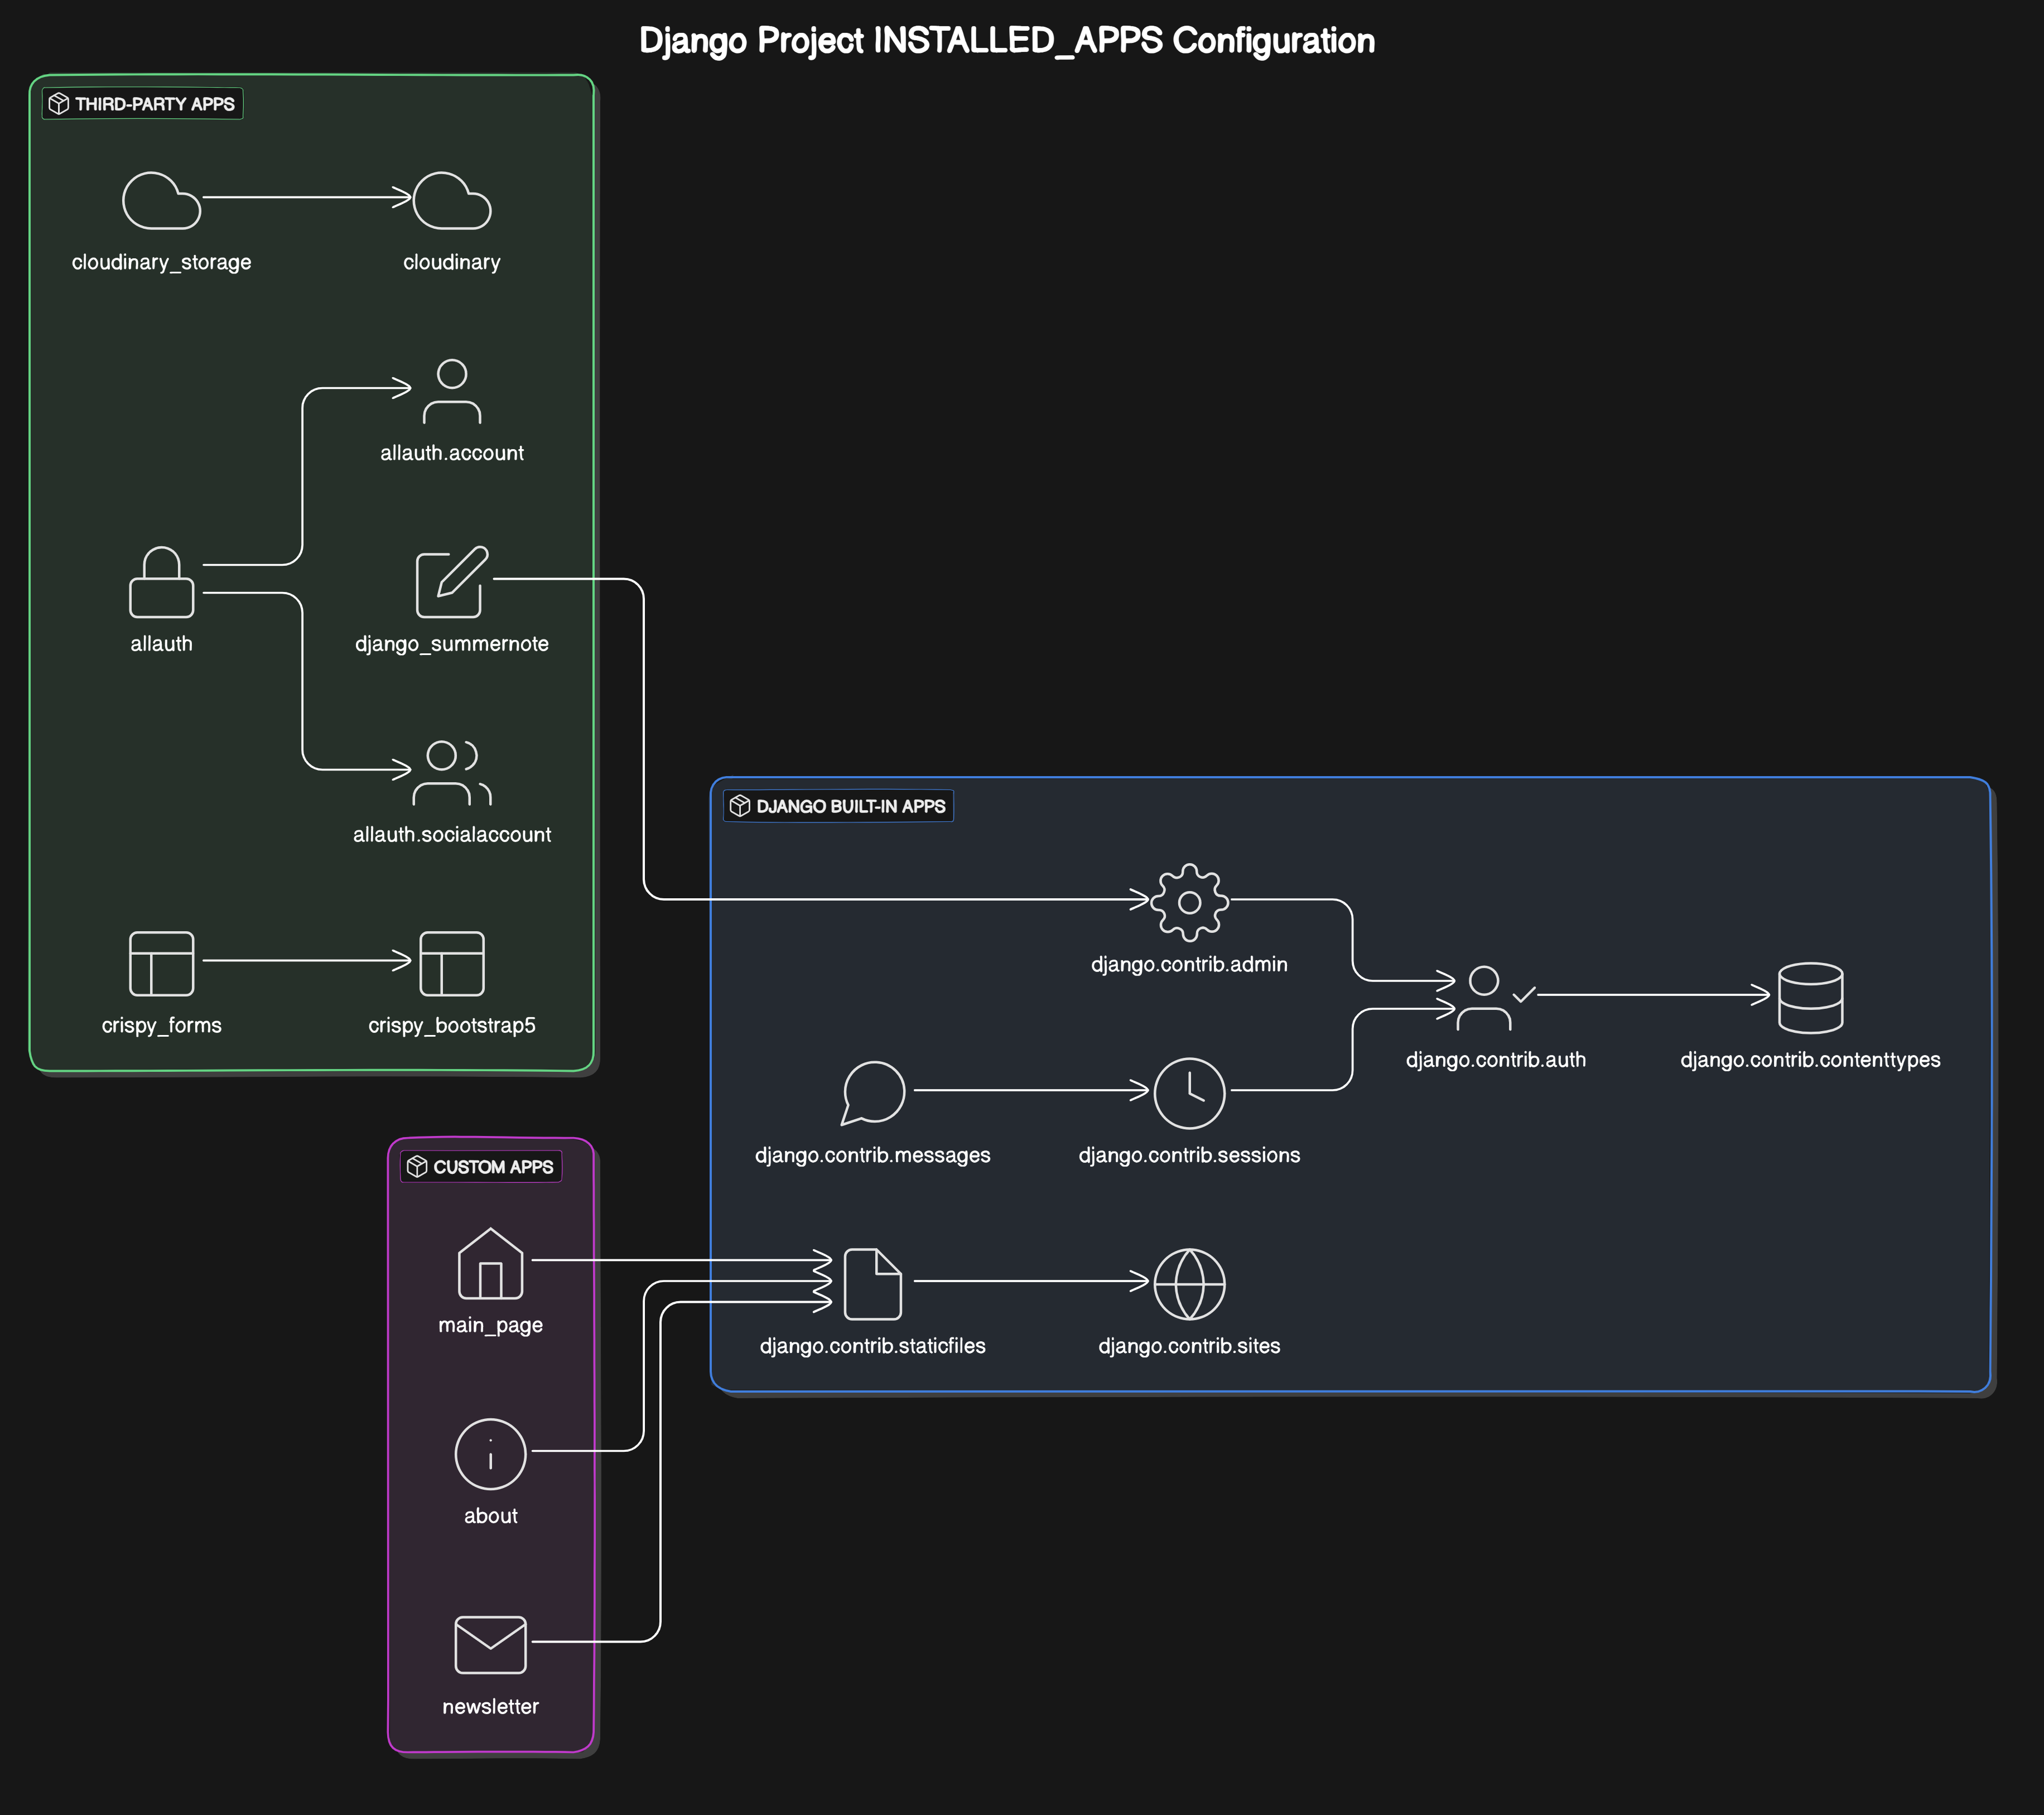 Django Project INSTALLED_APPS Configuration
THIRD-PARTY APPS
cloudinary_storage
cloudinary
allauth.account
allauth
django_summernote
allauth.socialaccount
crispy_forms
crispy_bootstrap5
DJANGO BUILT-IN APPS
django.contrib.admin
django.contrib.auth
django.contrib.contenttypes
django.contrib.messages
django.contrib.sessions
django.contrib.staticfiles
django.contrib.sites
CUSTOM APPS
main_page
about
newsletter